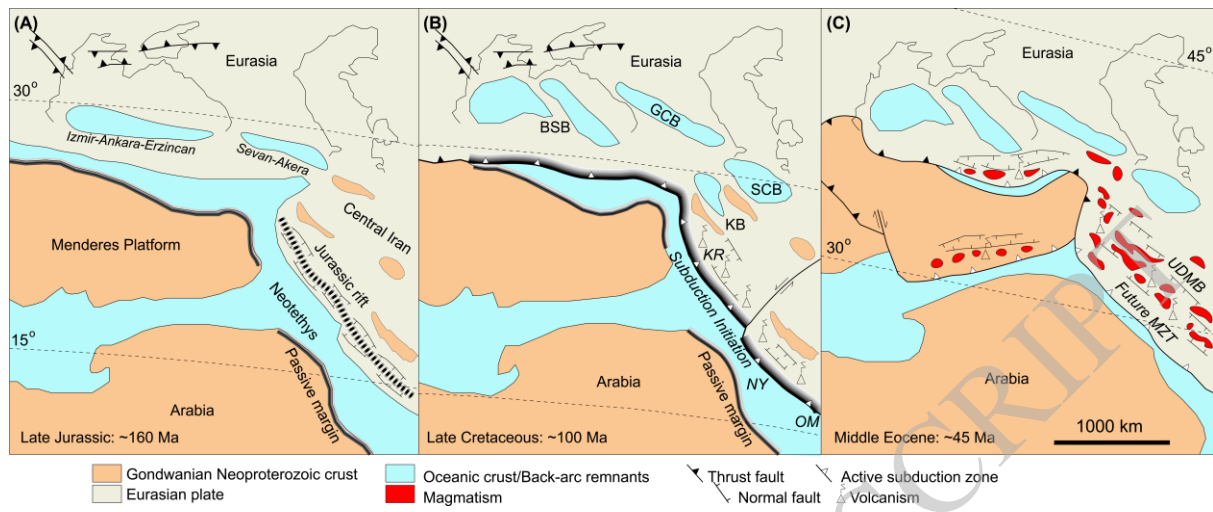 (A)
Eurasia
30°
Izmir-Ankara-Erzincan
Sevan-Akera
Central Iran
Menderes Platform
Jurassic rift
Neotethys
15°
Passive margin
Arabia
Late Jurassic: ~160 Ma
(B)
Eurasia
BSB
GCB
SCB
KB
KR
Subduction Initiation
NY
OM
Arabia
Passive margin
Late Cretaceous: ~100 Ma
(C)
Eurasia
45°
30°
UDMB
Future MZT
Arabia
Middle Eocene: ~45 Ma
1000 km
Gondwanian Neoproterozoic crust
Eurasian plate
Oceanic crust/Back-arc remnants
Magmatism
Thrust fault
Normal fault
Active subduction zone
Volcanism
CCRIPT